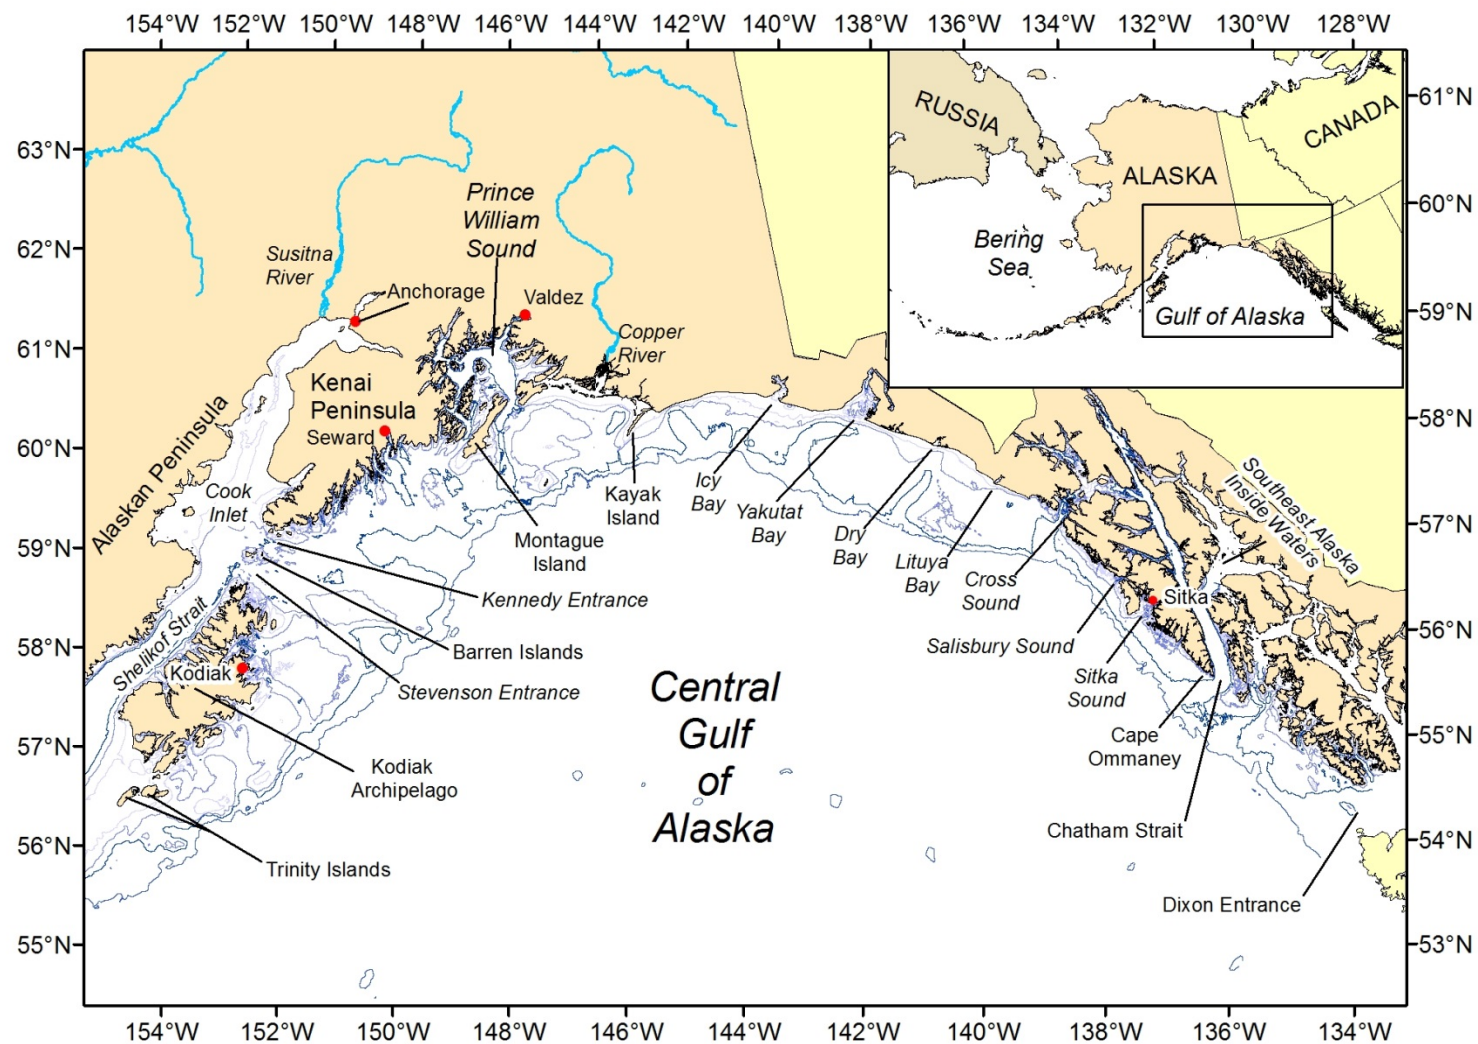 154°W 152°W 150°W 148°W 146°W 144°W 142°W 140°W 138°W 136°W 134°W 132°W 130°W 128°W
63°N
62°N
61°N
60°N
59°N
58°N
57°N
56°N
55°N
61°N
60°N
59°N
58°N
57°N
56°N
55°N
54°N
53°N
RUSSIA
CANADA
ALASKA
Bering
Sea
Gulf of Alaska
Prince
William
Sound
Susitna
River
Anchorage
Valdez
Copper
River
Kenai
Peninsula
Seward
Alaskan Peninsula
Cook
Inlet
Kayak
Island
Icy
Bay
Yakutat
Bay
Dry
Bay
Lituya
Bay
Cross
Sound
Montague
Island
Southeast Alaska
Inside Waters
Kennedy Entrance
Barren Islands
Stevenson Entrance
Shelikof Strait
Kodiak
Kodiak
Archipelago
Trinity Islands
Central
Gulf
of
Alaska
Sitka
Salisbury Sound
Sitka
Sound
Cape
Ommaney
Chatham Strait
Dixon Entrance
154°W 152°W 150°W 148°W 146°W 144°W 142°W 140°W 138°W 136°W 134°W